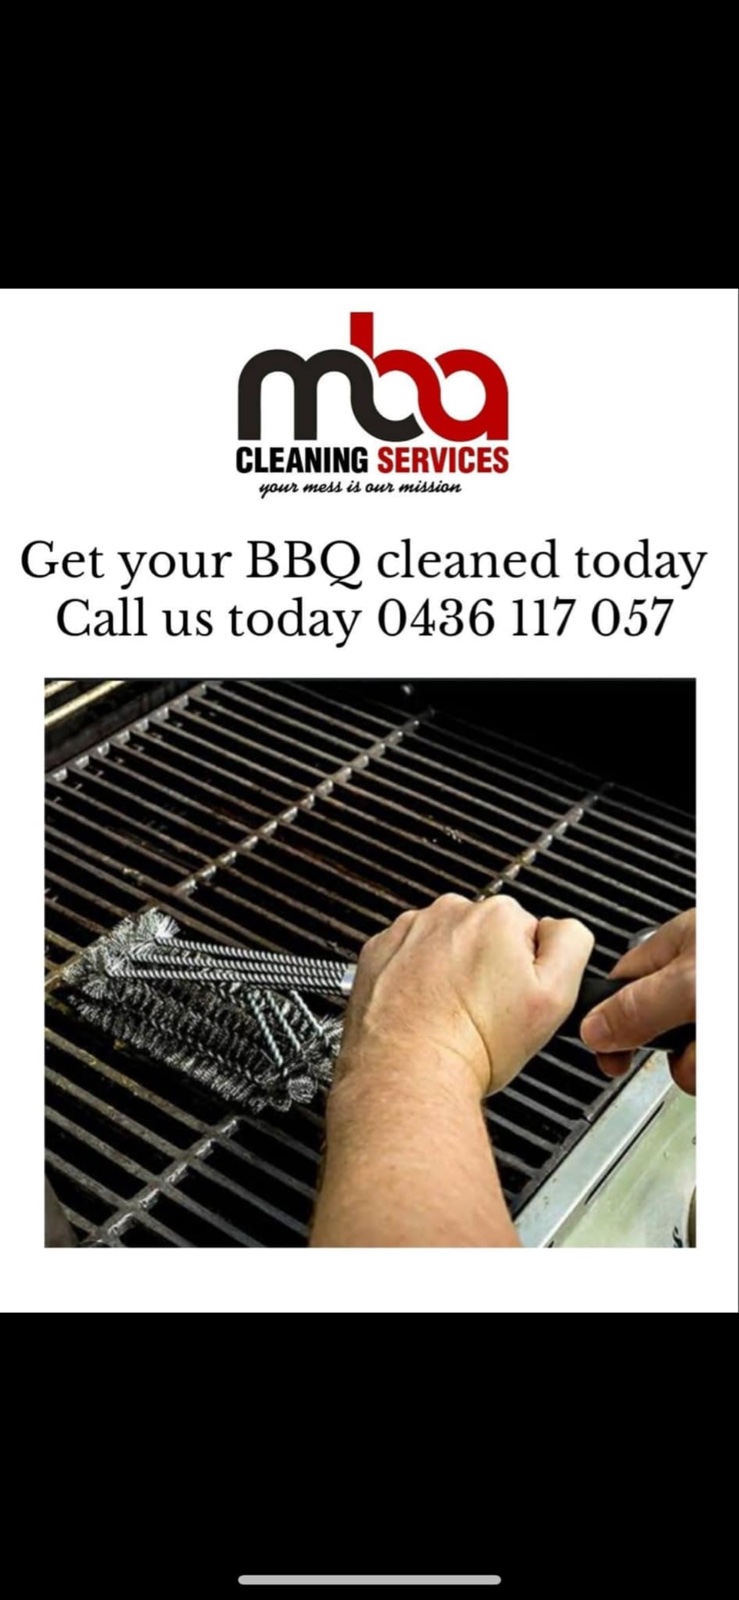 mba
CLEANING SERVICES
your mess is our mission
Get your BBQ cleaned today
Call us today 0436 117 057